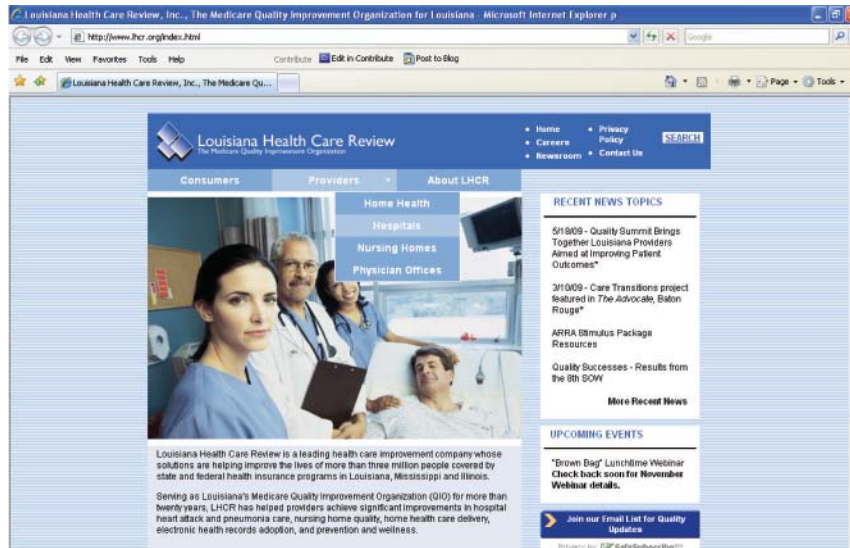 Louisiana Health Care Review, Inc., The Medicare Quality Improvement Organization for Louisiana - Microsoft Internet Explorer p
http://www.lhcr.org/index.html
Google
File Edit View Favorites Tools Help
Contribute Edit in Contribute Post to Blog
Louisiana Health Care Review, Inc., The Medicare Qu...
Page Tools
Louisiana Health Care Review
The Medicare Quality Improvement Organization
• Home
• Careers
• Newsroom
• Privacy
Policy
• Contact Us
SEARCH
Consumers Providers About LHCR
Home Health
Hospitals
Nursing Homes
Physician Offices
RECENT NEWS TOPICS
5/18/09 - Quality Summit Brings
Together Louisiana Providers
Aimed at Improving Patient
Outcomes*
3/10/09 - Care Transitions project
featured in The Advocate, Baton
Rouge*
ARRA Stimulus Package
Resources
Quality Successes - Results from
the 8th SOW
More Recent News
UPCOMING EVENTS
"Brown Bag" Lunchtime Webinar
Check back soon for November
Webinar details.
Join our Email List for Quality
Updates
Privacy by SafeSubscribe
Louisiana Health Care Review is a leading health care improvement company whose
solutions are helping improve the lives of more than three million people covered by
state and federal health insurance programs in Louisiana, Mississippi and Illinois.
Serving as Louisiana's Medicare Quality Improvement Organization (QIO) for more than
twenty years, LHCR has helped providers achieve significant improvements in hospital
heart attack and pneumonia care, nursing home quality, home health care delivery,
electronic health records adoption, and prevention and wellness.